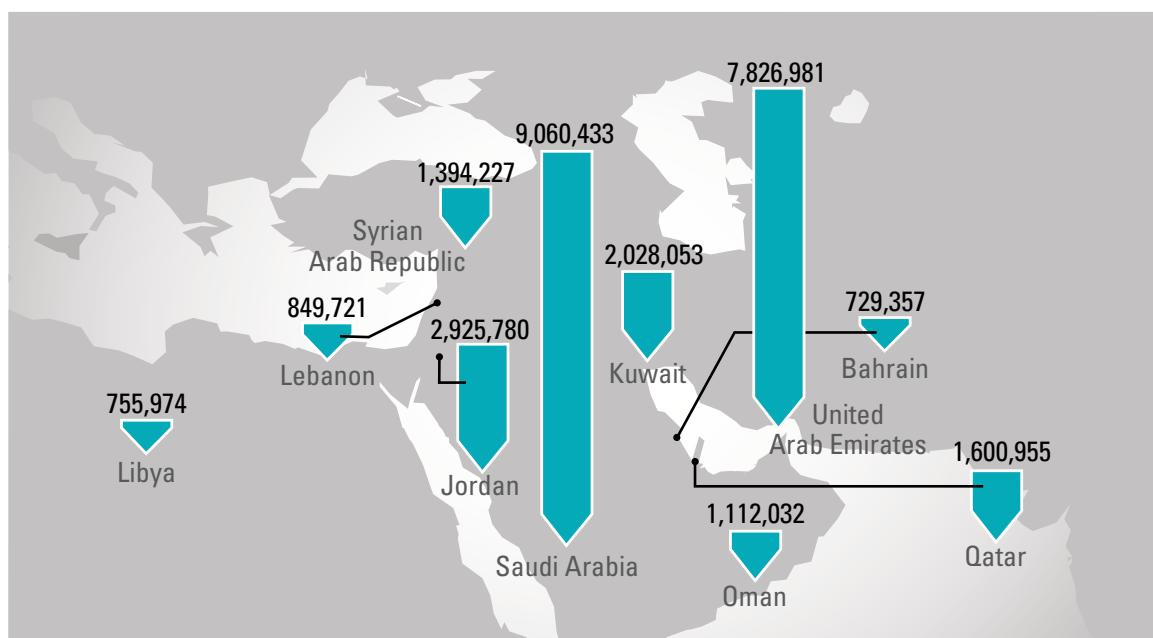 7,826,981
9,060,433
1,394,227
Syrian
Arab Republic
2,028,053
849,721
Lebanon
2,925,780
Kuwait
729,357
Bahrain
755,974
Libya
United
Arab Emirates
Jordan
1,600,955
Qatar
1,112,032
Saudi Arabia
Oman